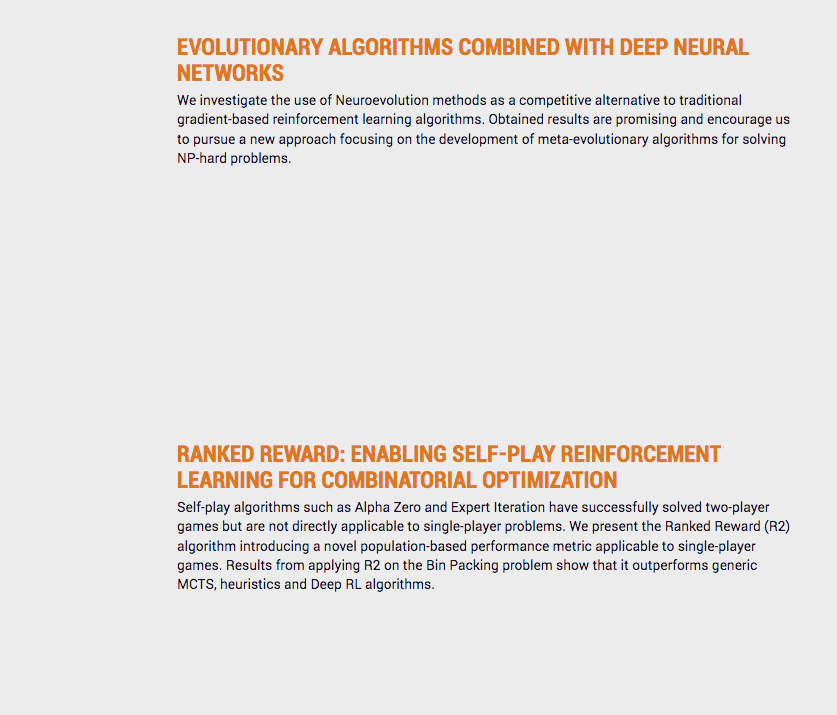 EVOLUTIONARY ALGORITHMS COMBINED WITH DEEP NEURAL
NETWORKS
We investigate the use of Neuroevolution methods as a competitive alternative to traditional
gradient-based reinforcement learning algorithms. Obtained results are promising and encourage us
to pursue a new approach focusing on the development of meta-evolutionary algorithms for solving
NP-hard problems.
RANKED REWARD: ENABLING SELF-PLAY REINFORCEMENT
LEARNING FOR COMBINATORIAL OPTIMIZATION
Self-play algorithms such as Alpha Zero and Expert Iteration have successfully solved two-player
games but are not directly applicable to single-player problems. We present the Ranked Reward (R2)
algorithm introducing a novel population-based performance metric applicable to single-player
games. Results from applying R2 on the Bin Packing problem show that it outperforms generic
MCTS, heuristics and Deep RL algorithms.